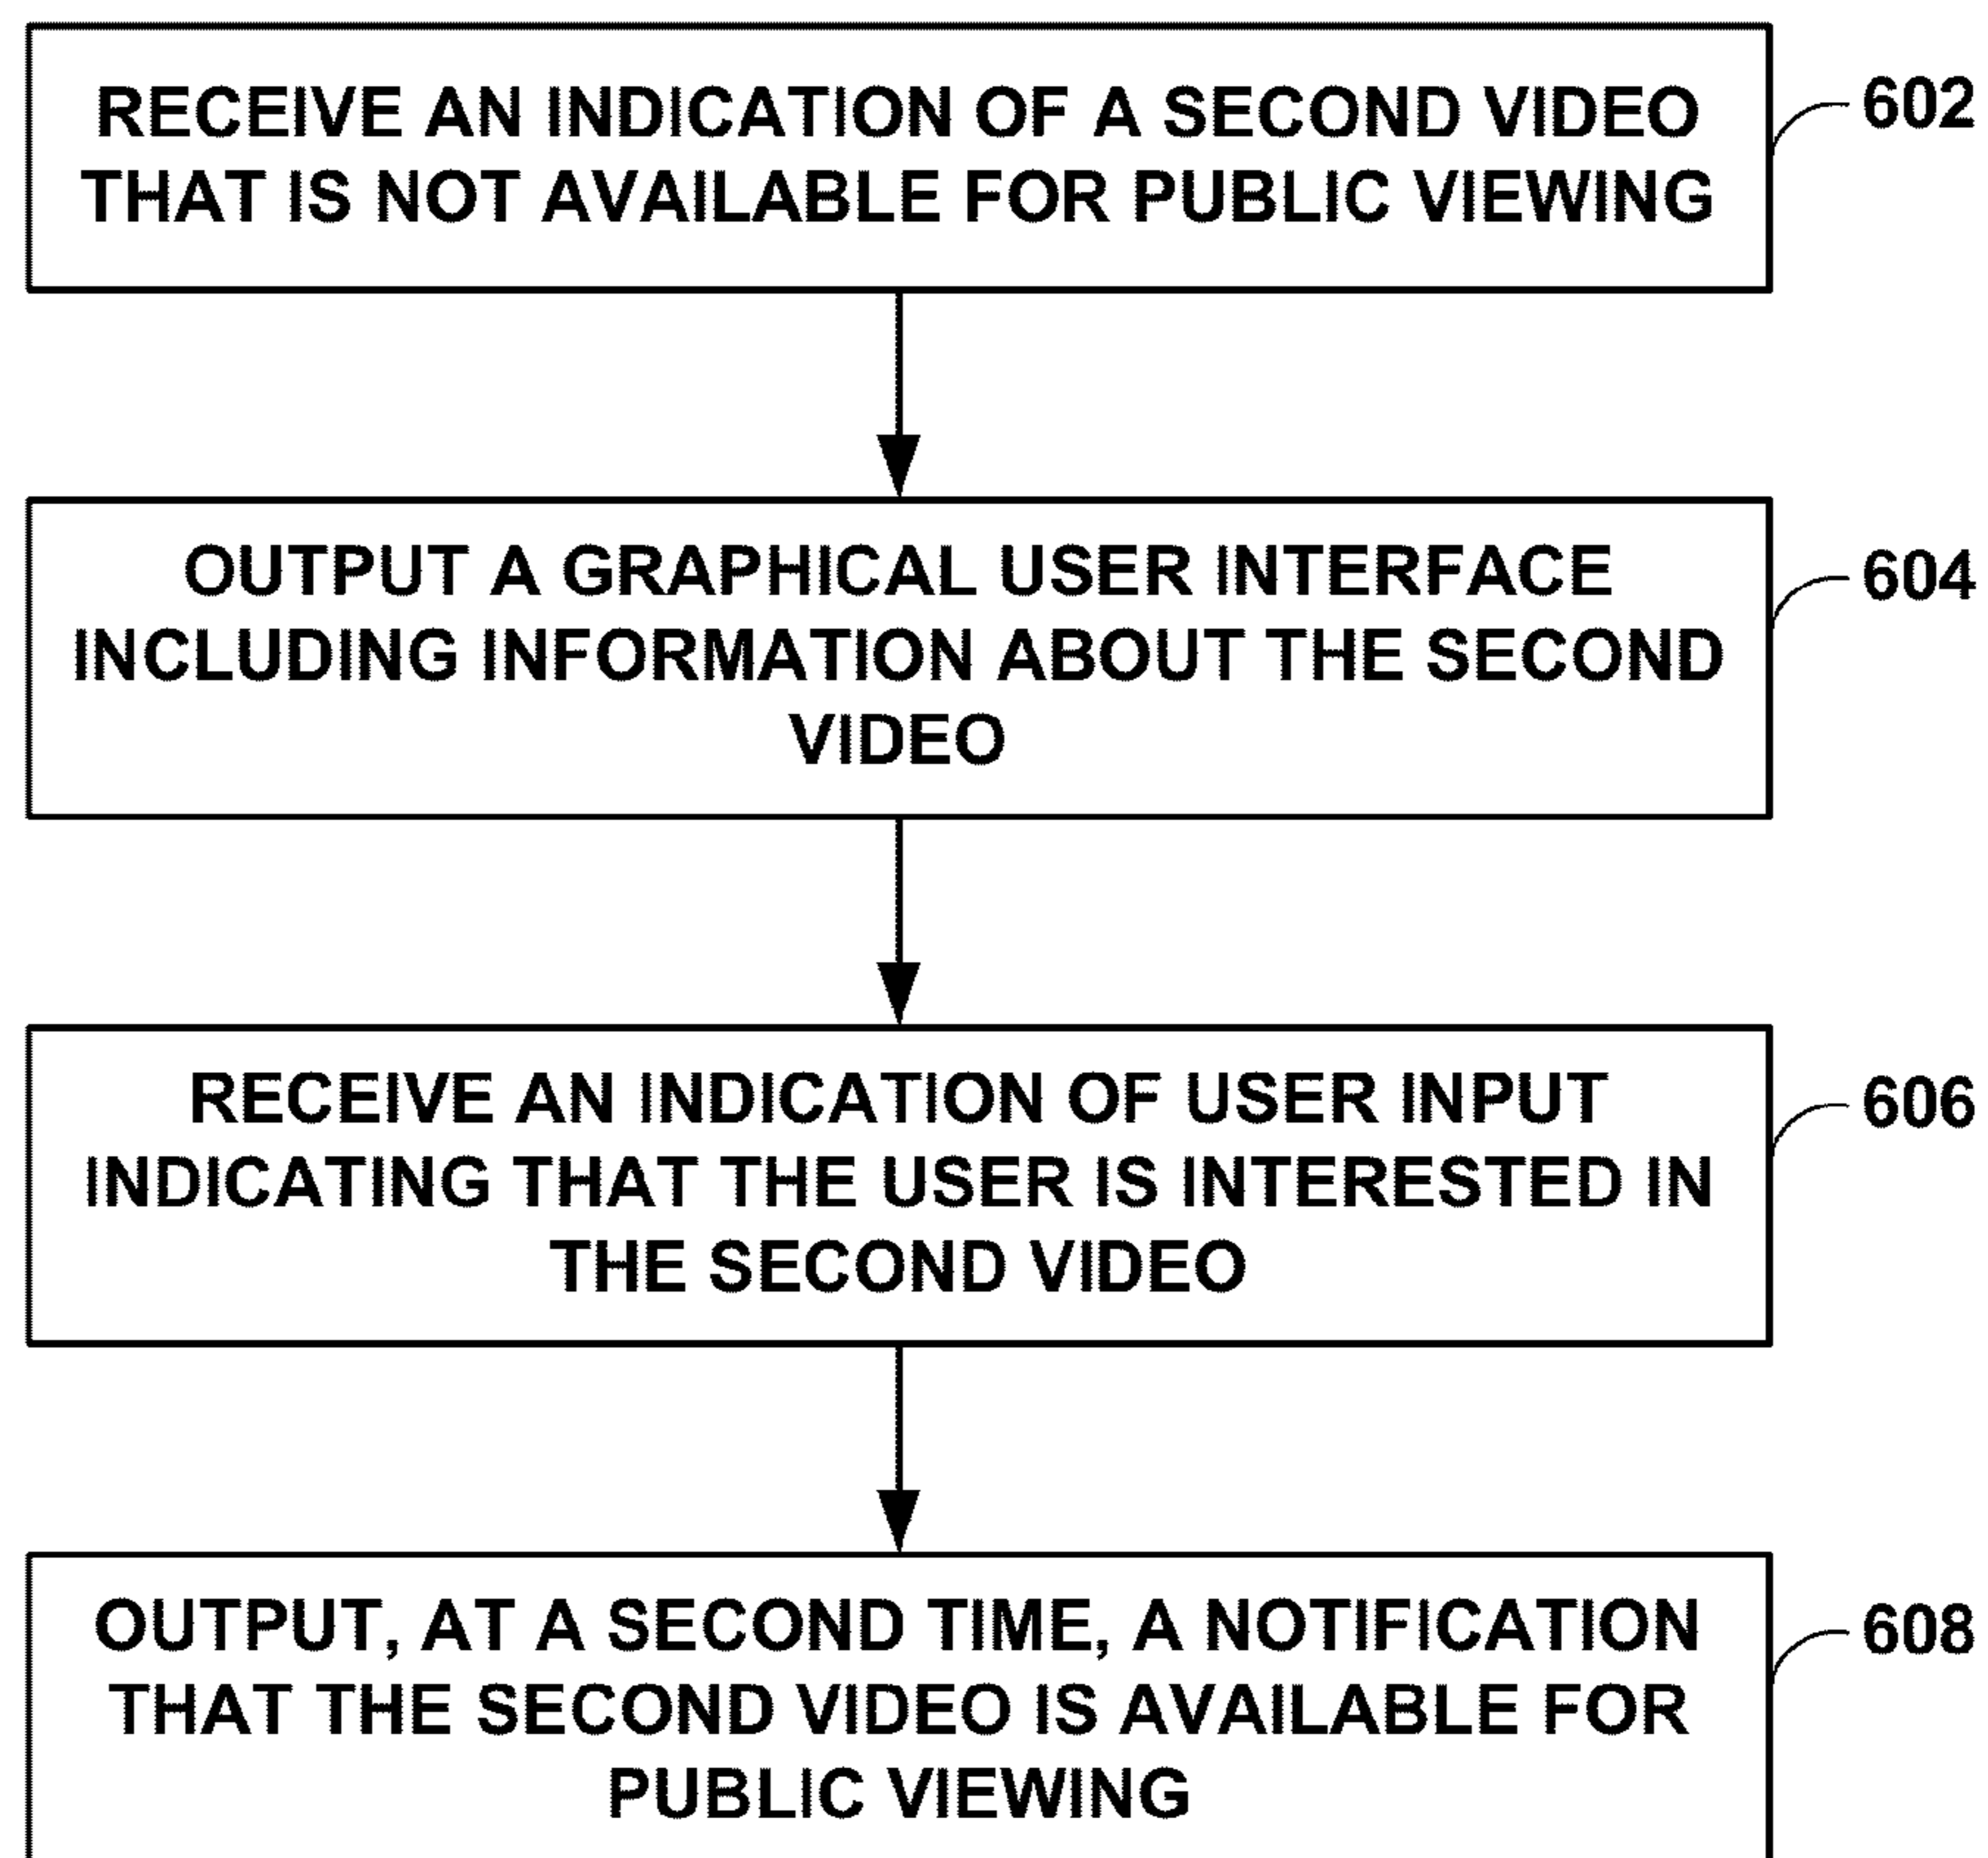 RECEIVE AN INDICATION OF A SECOND VIDEO
THAT IS NOT AVAILABLE FOR PUBLIC VIEWING
602
OUTPUT A GRAPHICAL USER INTERFACE
INCLUDING INFORMATION ABOUT THE SECOND
VIDEO
604
RECEIVE AN INDICATION OF USER INPUT
INDICATING THAT THE USER IS INTERESTED IN
THE SECOND VIDEO
606
OUTPUT, AT A SECOND TIME, A NOTIFICATION
THAT THE SECOND VIDEO IS AVAILABLE FOR
PUBLIC VIEWING
608